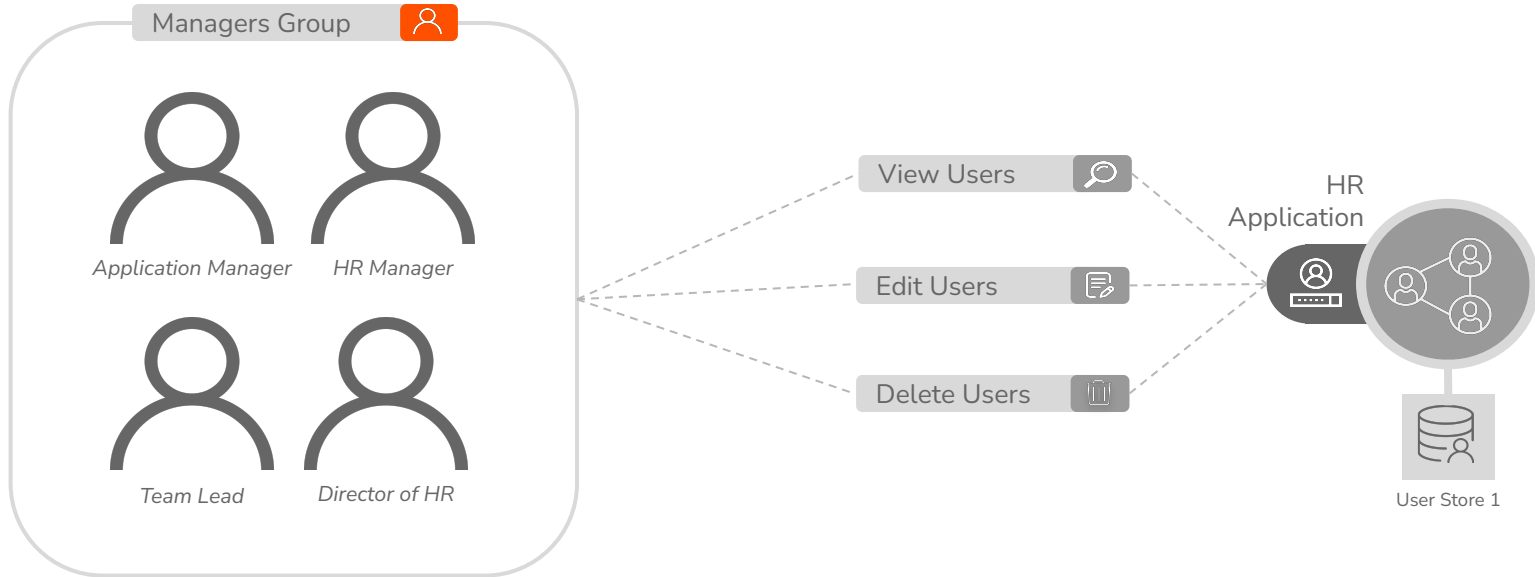 Managers Group
Application Manager
HR Manager
Team Lead
Director of HR
View Users
Edit Users
Delete Users
HR
Application
User Store 1